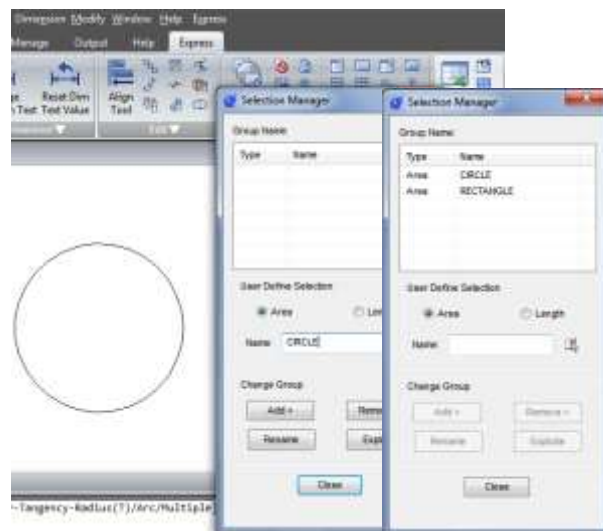 Dimension Modify Window Help Express
Manage Output Help Express
Reset Dim
Text Text Value
Align
Tool
Selection Manager
Group Name
Type Name
User Define Selection
Area
Name CIRCLE
Change Group
Add +
Rename
Close
Selection Manager
Group Name
Type Name
Area CIRCLE
Area RECTANGLE
User Define Selection
Area Length
Name
Change Group
Add + Remove -
Rename Explode
Close
-Tangency-Radius(T)/Arc/Multiple